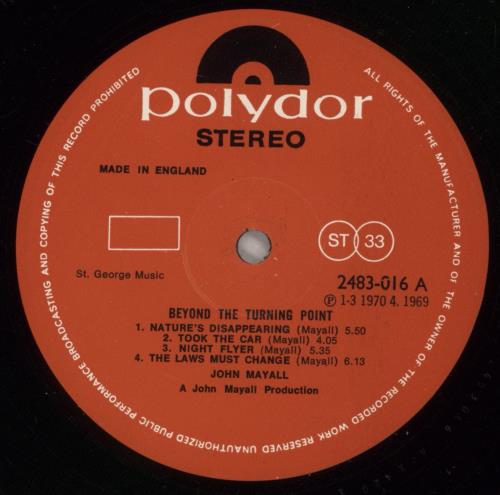 polydor
STEREO
MADE IN ENGLAND
ST 33
St. George Music
2483-016 A
Ⓟ 1-3 1970 4. 1969
BEYOND THE TURNING POINT
1. NATURE'S DISAPPEARING (Mayall) 5.50
2. TOOK THE CAR (Mayall) 4.05
3. NIGHT FLYER (Mayall) 5.35
4. THE LAWS MUST CHANGE (Mayall) 6.13
JOHN MAYALL
A John Mayall Production
ALL RIGHTS OF THE MANUFACTURER AND OF THE OWNER OF THE RECORDED WORK RESERVED UNAUTHORIZED PUBLIC PERFORMANCE BROADCASTING AND COPYING OF THIS RECORD PROHIBITED